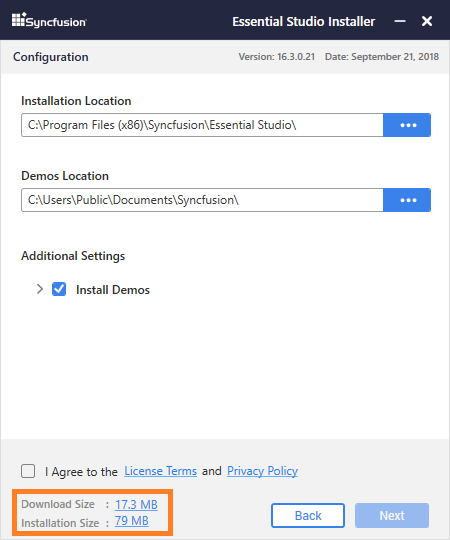 Syncfusion® Essential Studio Installer
Configuration Version: 16.3.0.21 Date: September 21, 2018
Installation Location
C:\Program Files (x86)\Syncfusion\Essential Studio\
Demos Location
C:\Users\Public\Documents\Syncfusion\
Additional Settings
Install Demos
I Agree to the License Terms and Privacy Policy
Download Size : 17.3 MB
Installation Size : 79 MB
Back Next